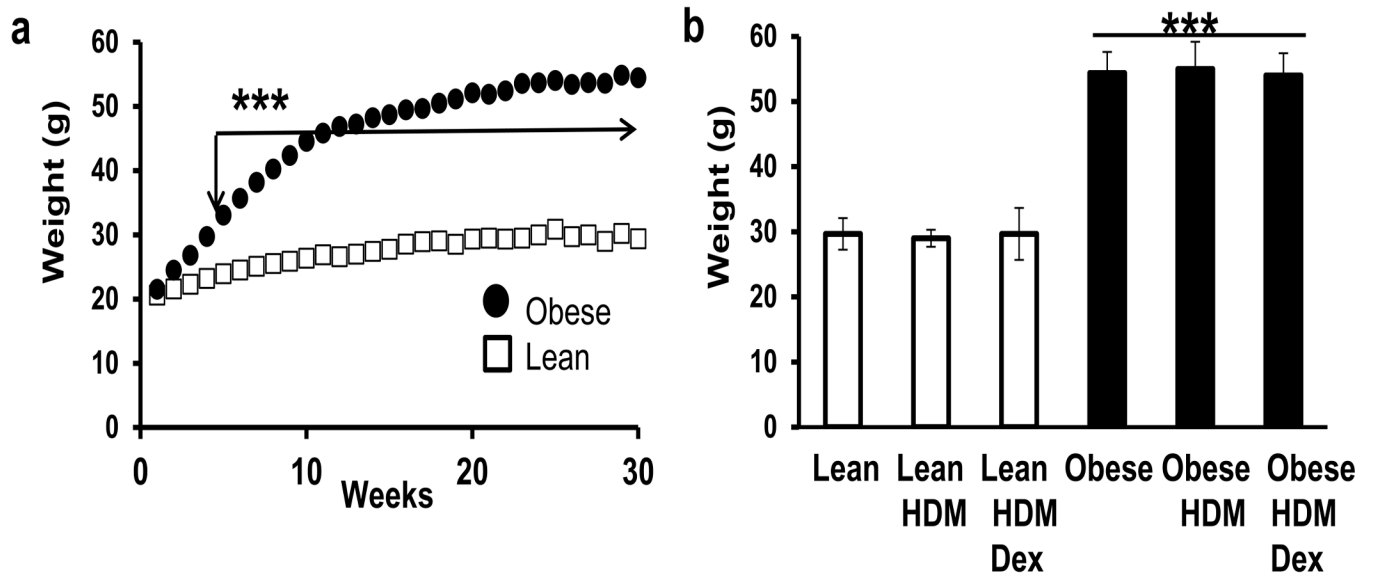 a
60
50
40
30
20
10
0
Weight (g)
***
Obese
Lean
0 10 20 30
Weeks
b
60
50
40
30
20
10
0
Weight (g)
***
Lean Lean Lean Obese Obese Obese
HDM HDM HDM HDM
Dex Dex